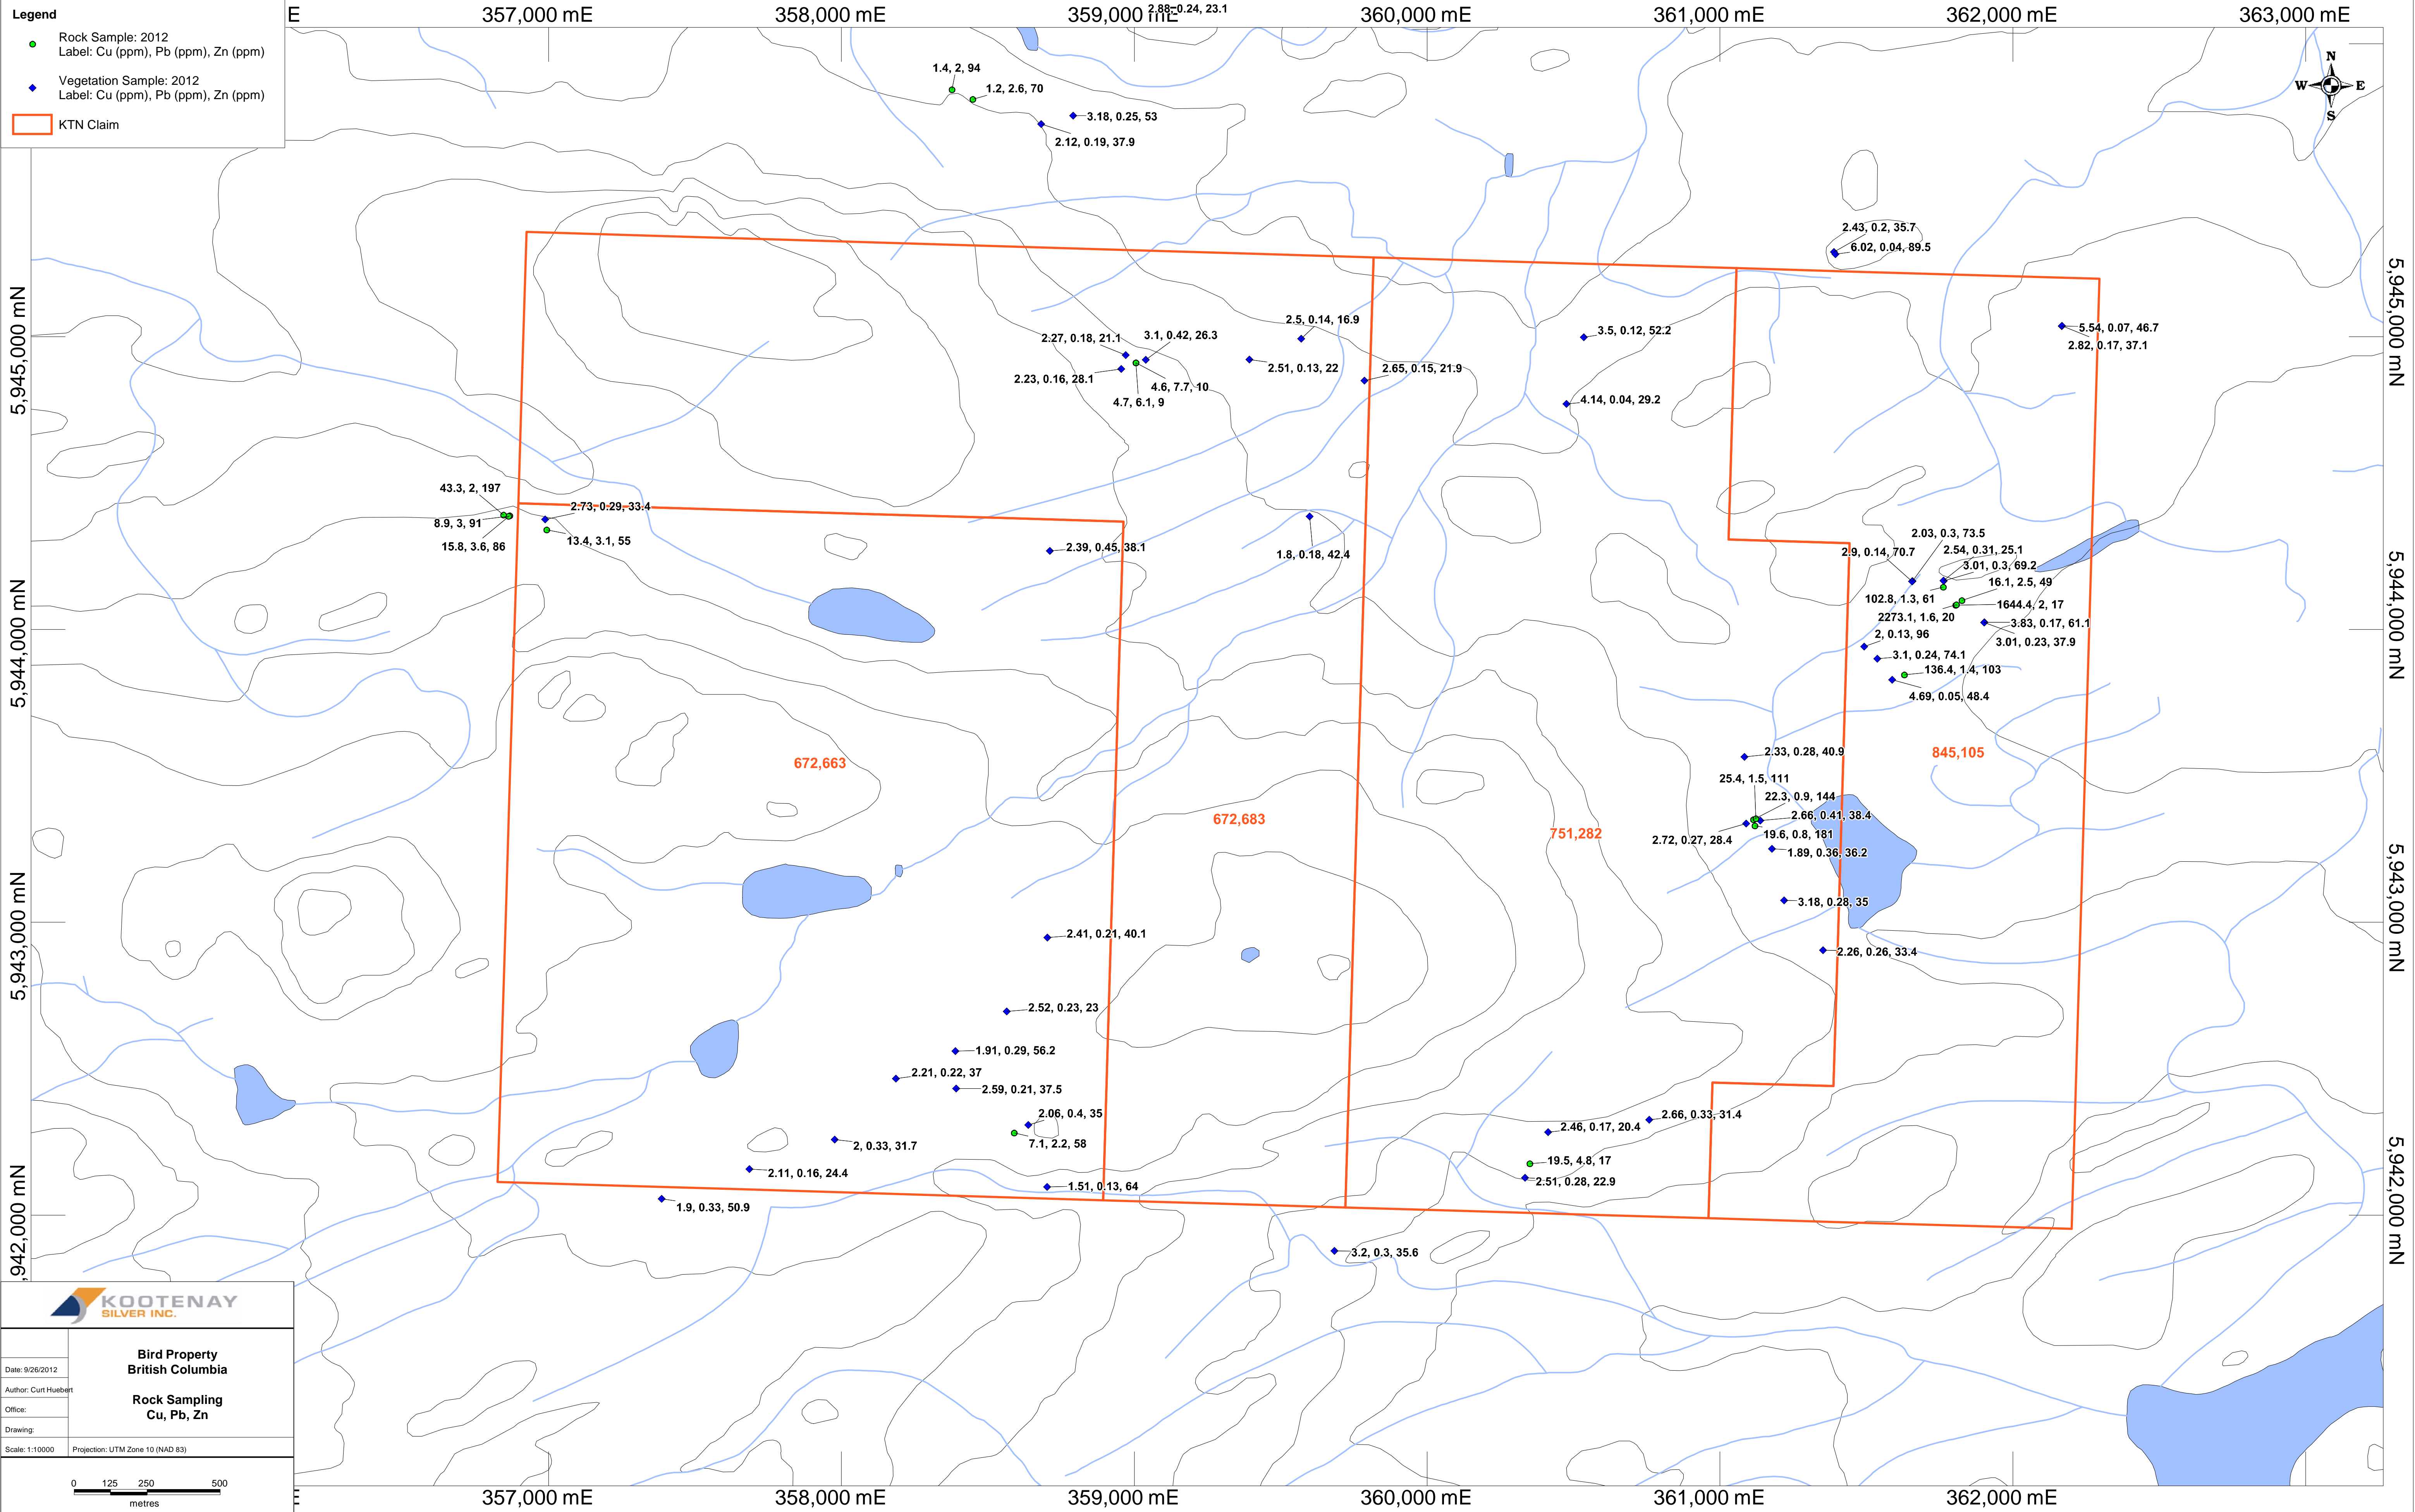 Legend
Rock Sample: 2012
Label: Cu (ppm), Pb (ppm), Zn (ppm)
Vegetation Sample: 2012
Label: Cu (ppm), Pb (ppm), Zn (ppm)
KTN Claim
E
357,000 mE
358,000 mE
359,000 mE
2.88, 0.24, 23.1
360,000 mE
361,000 mE
362,000 mE
363,000 mE
N
W
E
S
1.4, 2, 94
1.2, 2.6, 70
3.18, 0.25, 53
2.12, 0.19, 37.9
2.43, 0.2, 35.7
6.02, 0.04, 89.5
5,945,000 mN
5,945,000 mN
2.5, 0.14, 16.9
2.27, 0.18, 21.1
3.1, 0.42, 26.3
3.5, 0.12, 52.2
5.54, 0.07, 46.7
2.82, 0.17, 37.1
2.23, 0.16, 28.1
2.51, 0.13, 22
2.65, 0.15, 21.9
4.6, 7.7, 10
4.7, 6.1, 9
4.14, 0.04, 29.2
43.3, 2, 197
8.9, 3, 91
15.8, 3.6, 86
2.73, 0.29, 33.4
13.4, 3.1, 55
2.39, 0.45, 38.1
1.8, 0.18, 42.4
2.03, 0.3, 73.5
2.9, 0.14, 70.7
2.54, 0.31, 25.1
3.01, 0.3, 69.2
16.1, 2.5, 49
102.8, 1.3, 61
1644.4, 2, 17
2273.1, 1.6, 20
3.83, 0.17, 61.1
2, 0.13, 96
3.01, 0.23, 37.9
3.1, 0.24, 74.1
136.4, 1.4, 103
4.69, 0.05, 48.4
5,944,000 mN
5,944,000 mN
672,663
672,683
751,282
845,105
2.33, 0.28, 40.9
25.4, 1.5, 111
22.3, 0.9, 144
2.66, 0.41, 38.4
19.6, 0.8, 181
2.72, 0.27, 28.4
1.89, 0.36, 36.2
3.18, 0.28, 35
2.26, 0.26, 33.4
5,943,000 mN
5,943,000 mN
2.41, 0.21, 40.1
2.52, 0.23, 23
1.91, 0.29, 56.2
2.21, 0.22, 37
2.59, 0.21, 37.5
2.06, 0.4, 35
7.1, 2.2, 58
2, 0.33, 31.7
2.11, 0.16, 24.4
1.51, 0.13, 64
1.9, 0.33, 50.9
2.66, 0.33, 31.4
2.46, 0.17, 20.4
19.5, 4.8, 17
2.51, 0.28, 22.9
3.2, 0.3, 35.6
,942,000 mN
5,942,000 mN
KOOTENAY
SILVER INC.
Bird Property
British Columbia
Rock Sampling
Cu, Pb, Zn
Date: 9/26/2012
Author: Curt Huebert
Office:
Drawing:
Scale: 1:10000
Projection: UTM Zone 10 (NAD 83)
0 125 250 500
metres
E
357,000 mE
358,000 mE
359,000 mE
360,000 mE
361,000 mE
362,000 mE
363,000 mE